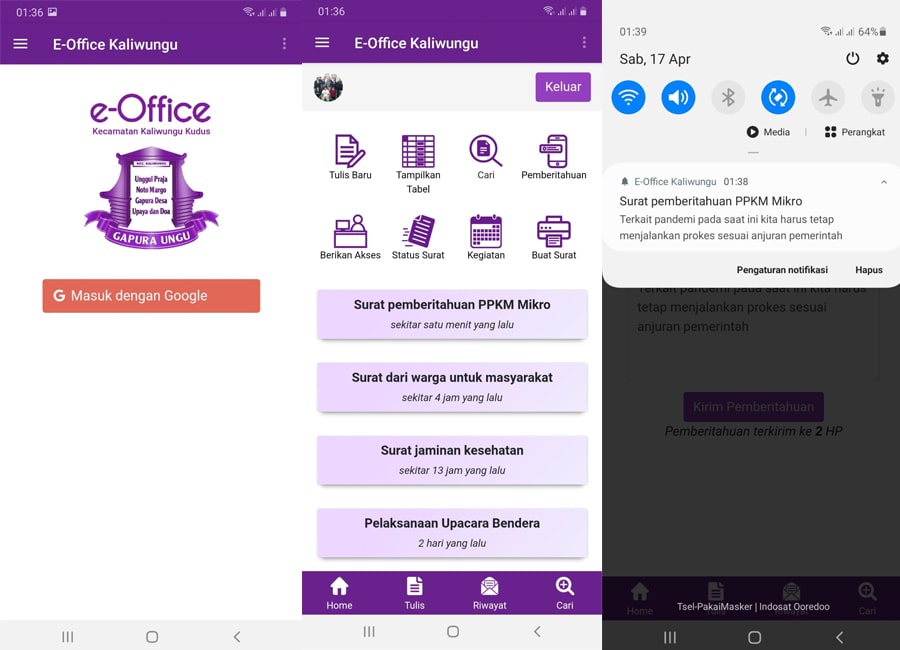 01:36
E-Office Kaliwungu
e-Office
Kecamatan Kaliwungu Kudus
KEC. KALIWUNGU
Unggul Praja
Noto Margo
Gapura Desa
Upaya dan Doa
GAPURA UNGU
Masuk dengan Google
01:36
E-Office Kaliwungu
Keluar
Tulis Baru
Tampilkan
Tabel
Cari
Pemberitahuan
Berikan Akses
Status Surat
Kegiatan
Buat Surat
Surat pemberitahuan PPKM Mikro
sekitar satu menit yang lalu
Surat dari warga untuk masyarakat
sekitar 4 jam yang lalu
Surat jaminan kesehatan
sekitar 13 jam yang lalu
Pelaksanaan Upacara Bendera
2 hari yang lalu
Home
Tulis
Riwayat
Cari
01:39
64%
Sab, 17 Apr
Media
Perangkat
E-Office Kaliwungu 01:38
Surat pemberitahuan PPKM Mikro
Terkait pandemi pada saat ini kita harus tetap
menjalankan prokes sesuai anjuran pemerintah
Pengaturan notifikasi
Hapus
Terkait pandemi pada saat ini kita harus
tetap menjalankan prokes sesuai
anjuran pemerintah
Kirim Pemberitahuan
Pemberitahuan terkirim ke 2 HP
Home
Tulis
Riwayat
Cari
Tsel-PakaiMasker | Indosat Ooredoo